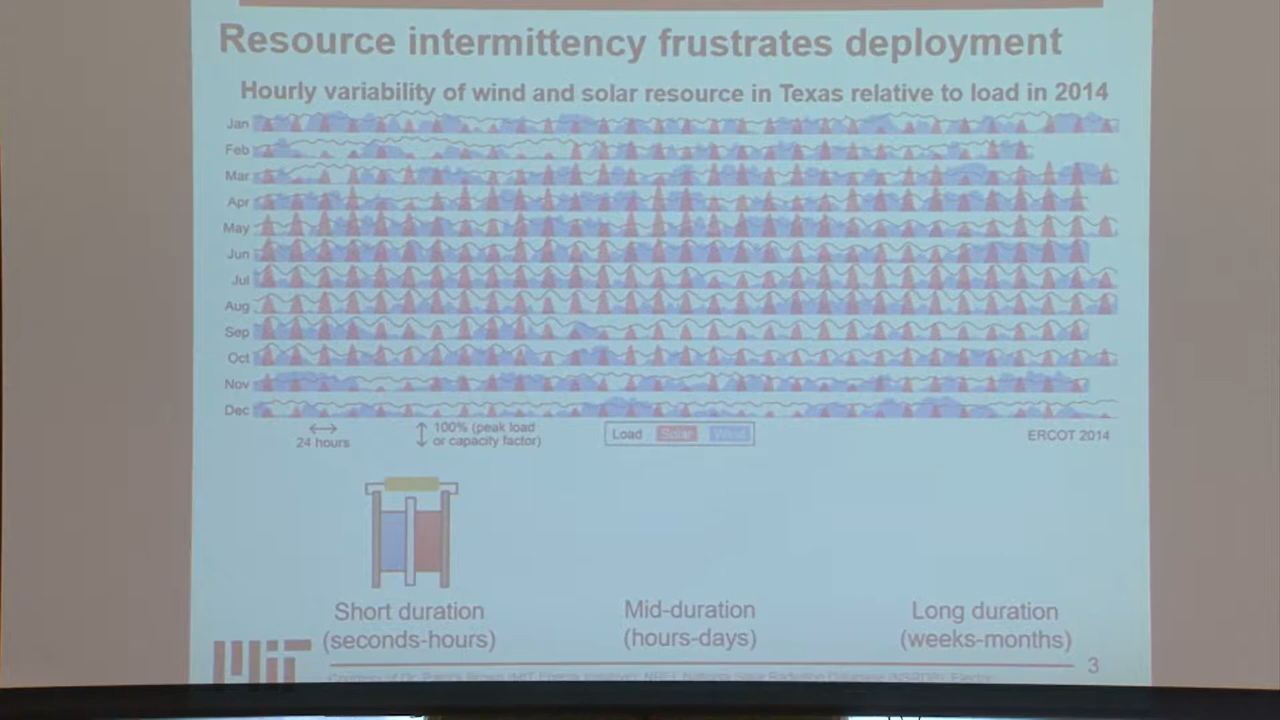 Resource intermittency frustrates deployment
Hourly variability of wind and solar resource in Texas relative to load in 2014
Jan
Feb
Mar
Apr
May
Jun
Jul
Aug
Sep
Oct
Nov
Dec
24 hours
100% (peak load
or capacity factor)
Load Solar Wind
ERCOT 2014
Short duration
(seconds-hours)
Mid-duration
(hours-days)
Long duration
(weeks-months)
MIT
3